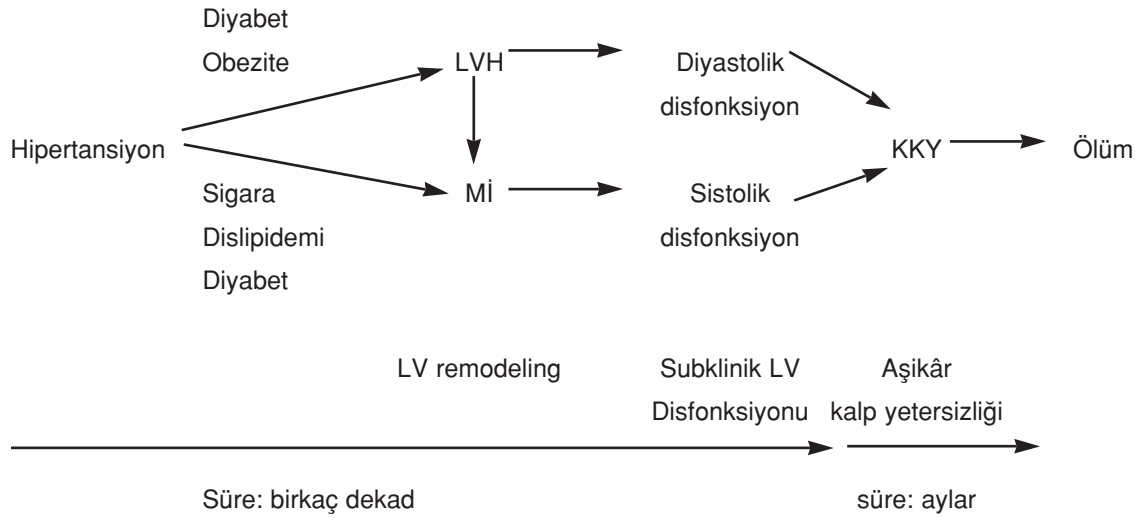 Diyabet
Obezite
LVH
Diyastolik
disfonksiyon
Hipertansiyon
KKY
Ölüm
Sigara
Dislipidemi
Diyabet
Mİ
Sistolik
disfonksiyon
LV remodeling
Subklinik LV
Disfonksiyonu
Aşikâr
kalp yetersizliği
Süre: birkaç dekad
süre: aylar